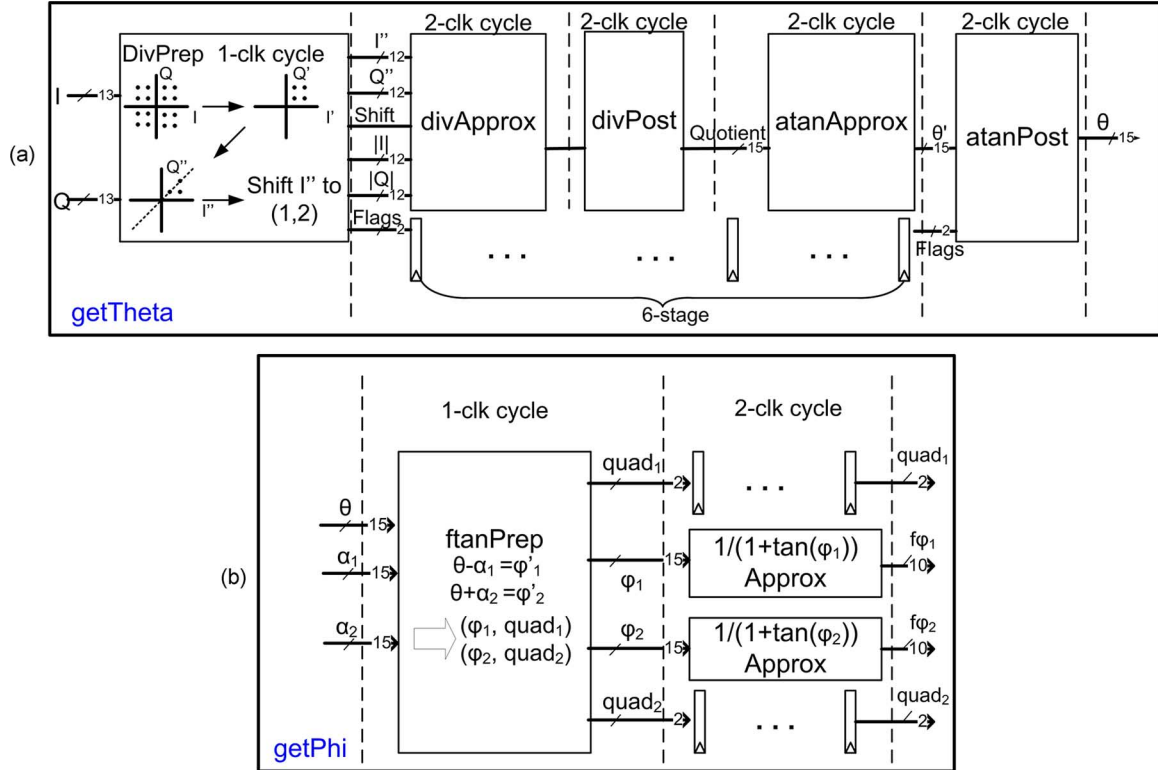 2-clk cycle 2-clk cycle 2-clk cycle 2-clk cycle
DivPrep 1-clk cycle
I 13
Q
I
Q'
I'
Q 13
Q''
I''
Shift I'' to
(1,2)
I'' 12
Q'' 12
Shift
|I| 12
|Q| 12
Flags 2
divApprox
divPost
Quotient 15
atanApprox
θ' 15
Flags 2
atanPost
θ 15
(a)
...
...
...
6-stage
getTheta
1-clk cycle 2-clk cycle
θ 15
α₁ 15
α₂ 15
ftanPrep
θ-α₁ =φ'₁
θ+α₂ =φ'₂
(φ₁, quad₁)
(φ₂, quad₂)
quad₁ 2
...
quad₁ 2
φ₁ 15
1/(1+tan(φ₁))
Approx
fφ₁ 10
(b)
φ₂ 15
1/(1+tan(φ₂))
Approx
fφ₂ 10
quad₂ 2
...
quad₂ 2
getPhi